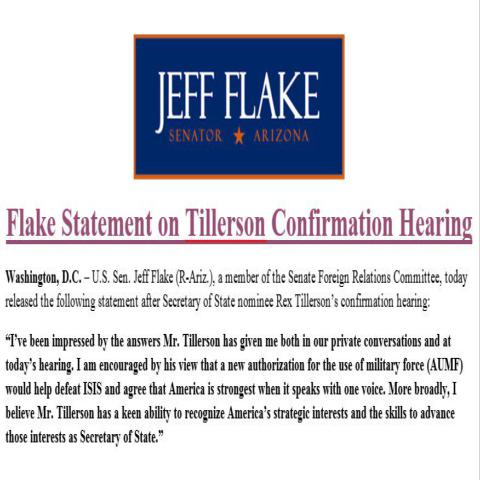 JEFF FLAKE
SENATOR ★ ARIZONA
Flake Statement on Tillerson Confirmation Hearing
Washington, D.C. – U.S. Sen. Jeff Flake (R-Ariz.), a member of the Senate Foreign Relations Committee, today
released the following statement after Secretary of State nominee Rex Tillerson’s confirmation hearing:
“I’ve been impressed by the answers Mr. Tillerson has given me both in our private conversations and at
today’s hearing. I am encouraged by his view that a new authorization for the use of military force (AUMF)
would help defeat ISIS and agree that America is strongest when it speaks with one voice. More broadly, I
believe Mr. Tillerson has a keen ability to recognize America’s strategic interests and the skills to advance
those interests as Secretary of State.”